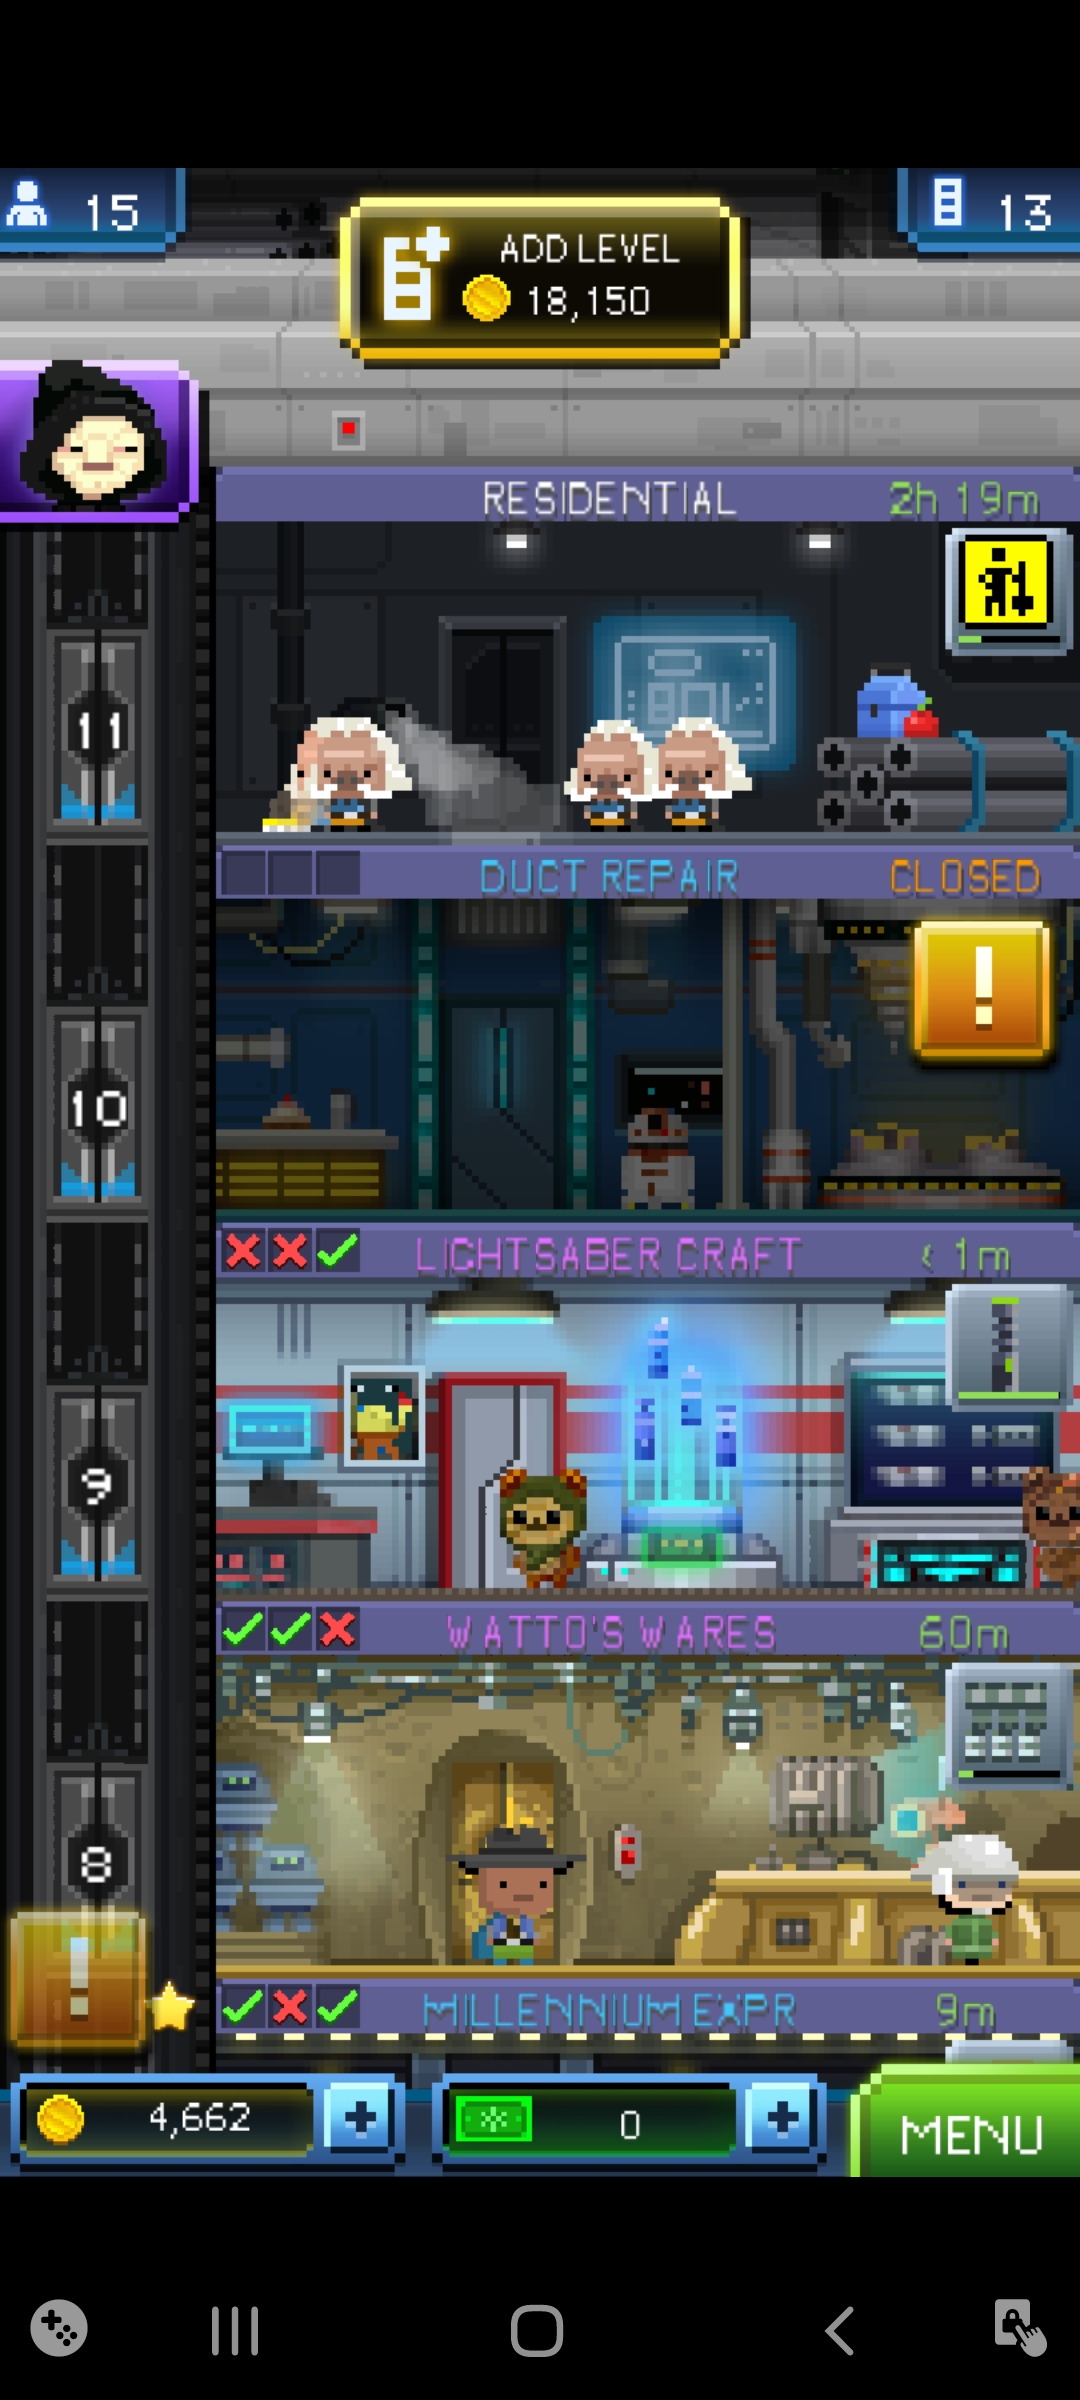 15
ADD LEVEL
18,150
13
RESIDENTIAL 2h 19m
11
DUCT REPAIR CLOSED
!
10
LIGHTSABER CRAFT < 1m
9
WATTO'S WARES 60m
8
!
MILLENNIUM EXPR 9m
4,662 + 0 + MENU